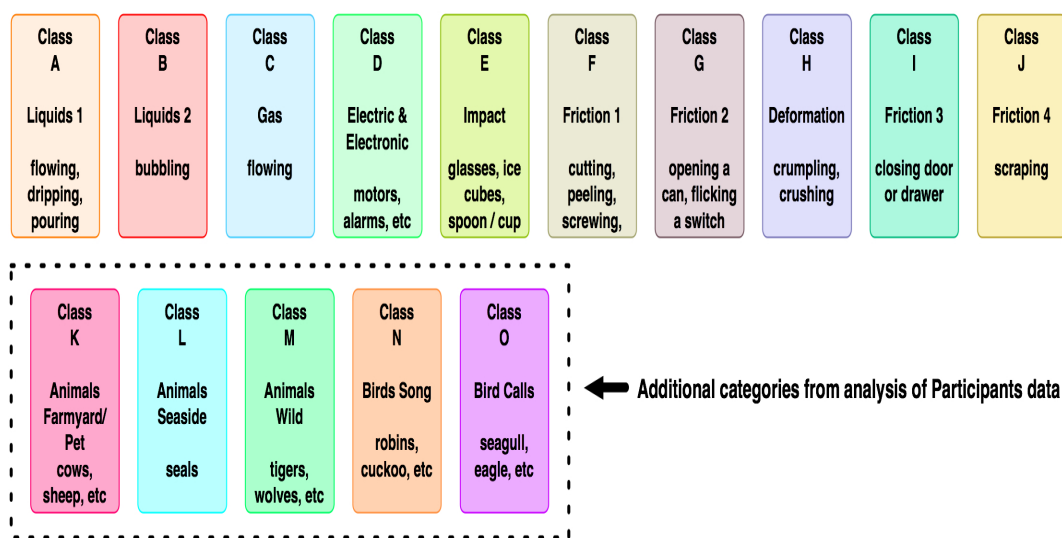 Class
A
Liquids 1
flowing,
dripping,
pouring
Class
B
Liquids 2
bubbling
Class
C
Gas
flowing
Class
D
Electric &
Electronic
motors,
alarms, etc
Class
E
Impact
glasses, ice
cubes,
spoon / cup
Class
F
Friction 1
cutting,
peeling,
screwing,
Class
G
Friction 2
opening a
can, flicking
a switch
Class
H
Deformation
crumpling,
crushing
Class
I
Friction 3
closing door
or drawer
Class
J
Friction 4
scraping
Class
K
Animals
Farmyard/
Pet
cows,
sheep, etc
Class
L
Animals
Seaside
seals
Class
M
Animals
Wild
tigers,
wolves, etc
Class
N
Birds Song
robins,
cuckoo, etc
Class
O
Bird Calls
seagull,
eagle, etc
Additional categories from analysis of Participants data